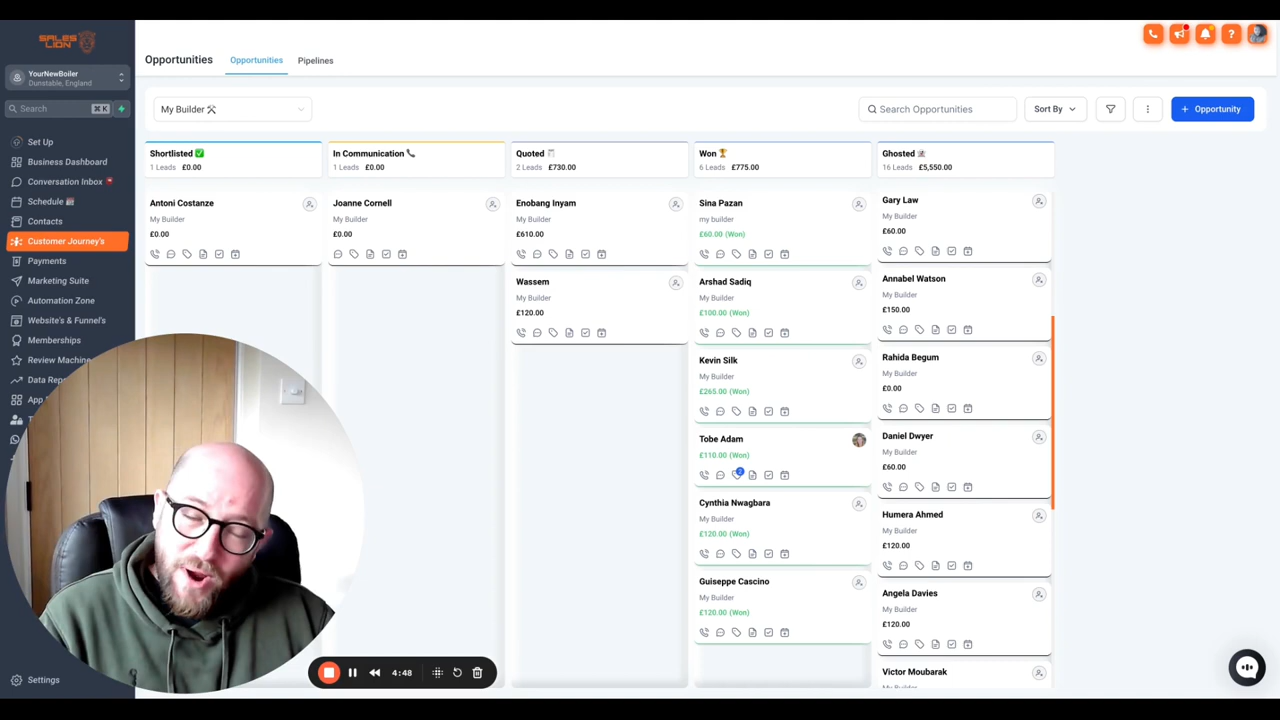 SALES
LION
YourNewBoiler
Dunstable, England
Search
⌘ K
Set Up
Business Dashboard
Conversation Inbox
Schedule
Contacts
Customer Journey's
Payments
Marketing Suite
Automation Zone
Website's & Funnel's
Memberships
Review Machine
Data Rep
App
Settings
Opportunities
Opportunities
Pipelines
My Builder
Search Opportunities
Sort By
+ Opportunity
Shortlisted
1 Leads £0.00
Antoni Costanze
My Builder
£0.00
In Communication
1 Leads £0.00
Joanne Cornell
My Builder
£0.00
Quoted
2 Leads £730.00
Enobang Inyam
My Builder
£610.00
Wassem
My Builder
£120.00
Won
6 Leads £775.00
Sina Pazan
my builder
£60.00 (Won)
Arshad Sadiq
£100.00 (Won)
Kevin Silk
My Builder
£265.00 (Won)
Tobe Adam
£110.00 (Won)
2
Cynthia Nwagbara
My Builder
£120.00 (Won)
Guiseppe Cascino
My Builder
£120.00 (Won)
Ghosted
16 Leads £5,550.00
Gary Law
My Builder
£60.00
Annabel Watson
My Builder
£150.00
Rahida Begum
My Builder
£0.00
Daniel Dwyer
My Builder
£60.00
Humera Ahmed
My Builder
£120.00
Angela Davies
My Builder
£120.00
Victor Moubarak
My Builder
4:48